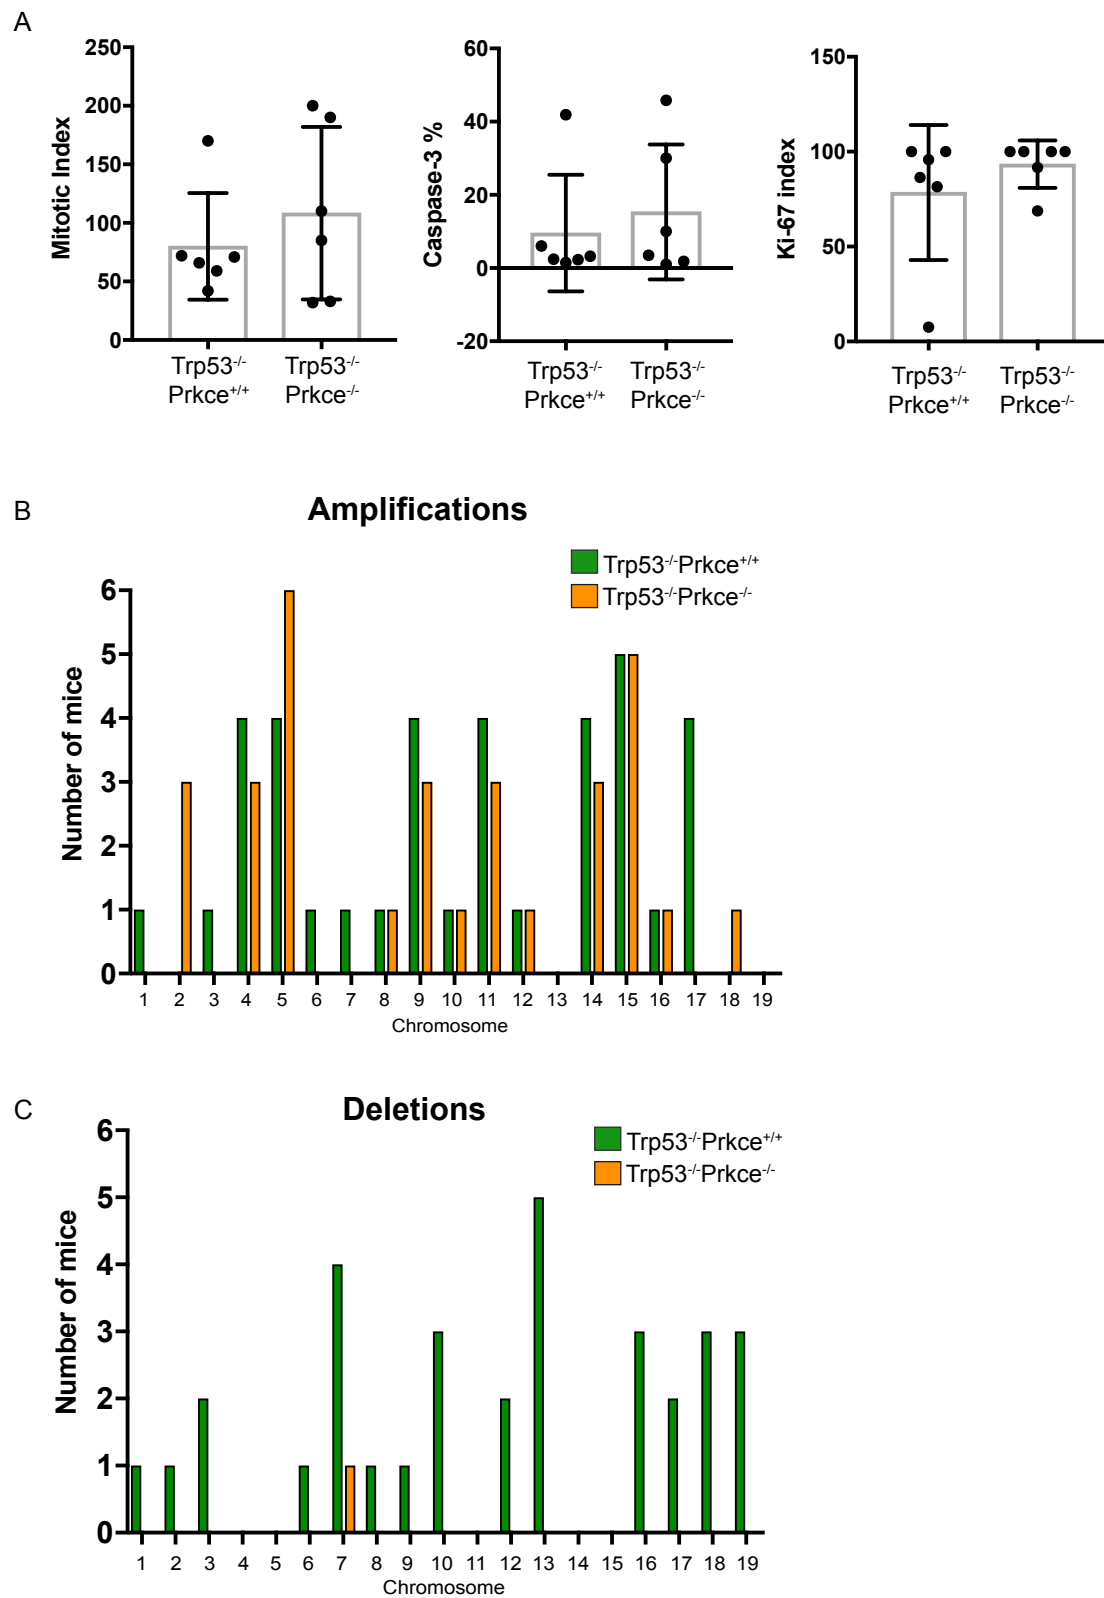 A
250
200
150
100
50
0
Mitotic Index
Trp53-/-
Prkce+/+
Trp53-/-
Prkce-/-
60
40
20
0
-20
Caspase-3 %
Trp53-/-
Prkce+/+
Trp53-/-
Prkce-/-
150
100
50
0
Ki-67 index
Trp53-/-
Prkce+/+
Trp53-/-
Prkce-/-
B
Amplifications
Trp53-/-Prkce+/+
Trp53-/-Prkce-/-
6
5
4
3
2
1
0
Number of mice
1 2 3 4 5 6 7 8 9 10 11 12 13 14 15 16 17 18 19
Chromosome
C
Deletions
Trp53-/-Prkce+/+
Trp53-/-Prkce-/-
6
5
4
3
2
1
0
Number of mice
1 2 3 4 5 6 7 8 9 10 11 12 13 14 15 16 17 18 19
Chromosome